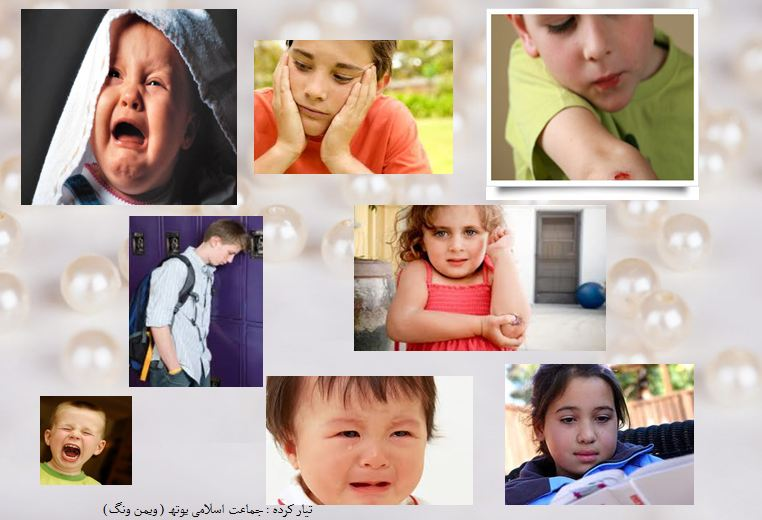 تیار کردہ : جماعت اسلامی یوتھ ( ویمن ونگ )